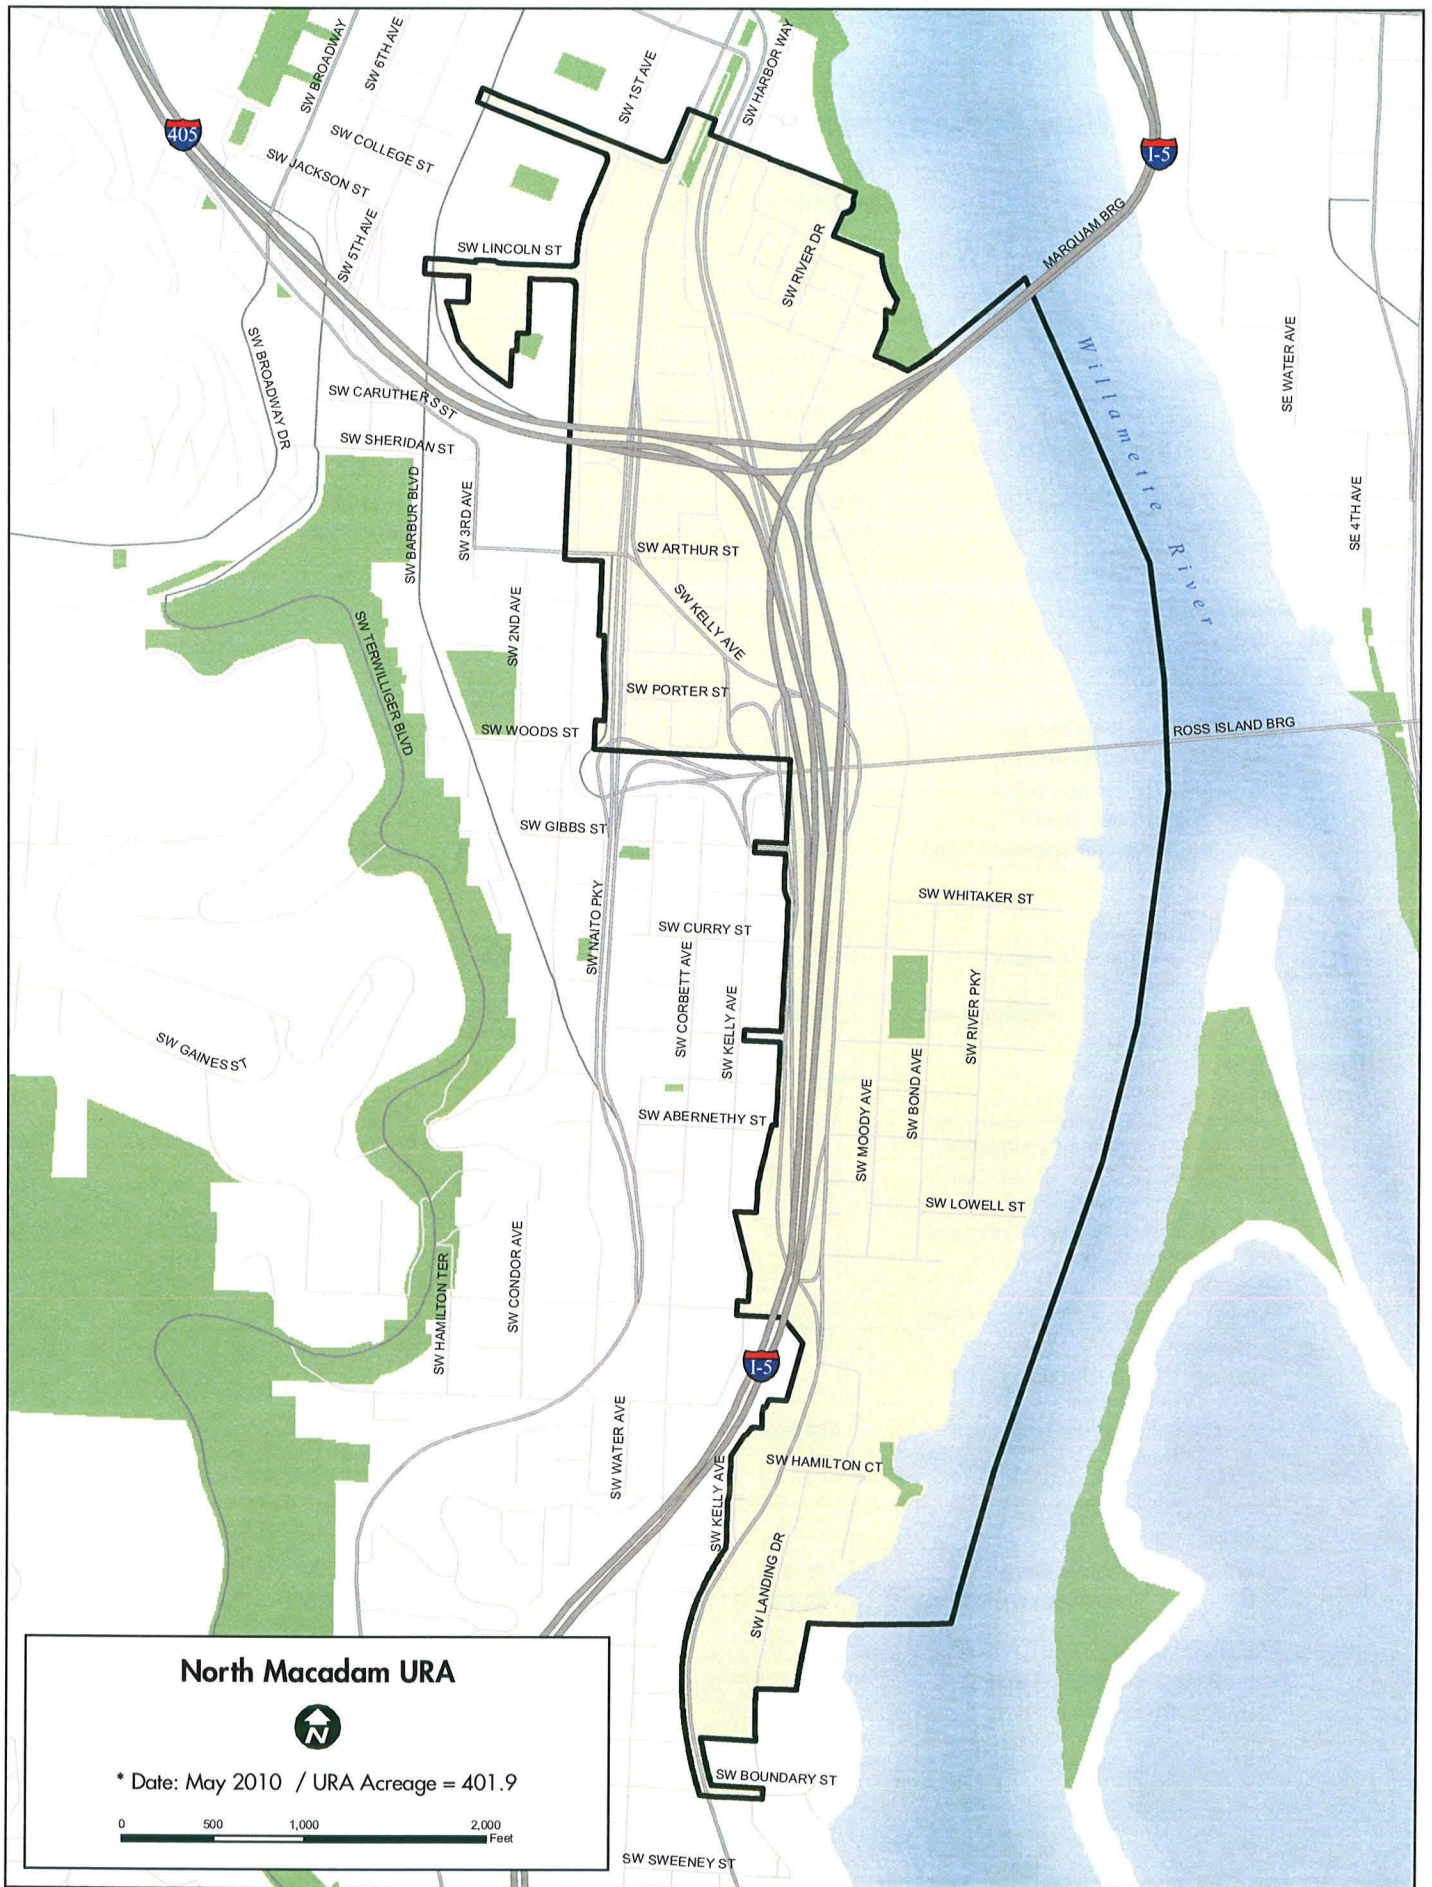 SW BROADWAY
SW 6TH AVE
SW 1ST AVE
SW HARBOR WAY
405
I-5
SW COLLEGE ST
SW JACKSON ST
SW 5TH AVE
SW LINCOLN ST
SW RIVER DR
MARQUAM BRG
Willamette River
SE WATER AVE
SW BROADWAY DR
SW CARUTHERS ST
SW SHERIDAN ST
SW BARBUR BLVD
SW 3RD AVE
SE 4TH AVE
SW ARTHUR ST
SW KELLY AVE
SW 2ND AVE
SW TERWILLIGER BLVD
SW PORTER ST
SW WOODS ST
ROSS ISLAND BRG
SW GIBBS ST
SW WHITAKER ST
SW NAITO PKY
SW CURRY ST
SW CORBETT AVE
SW KELLY AVE
SW RIVER PKY
SW GAINES ST
SW BOND AVE
SW MOODY AVE
SW ABERNETHY ST
SW LOWELL ST
SW CONDOR AVE
SW HAMILTON TER
I-5
SW WATER AVE
SW KELLY AVE
SW HAMILTON CT
SW LANDING DR
SW BOUNDARY ST
SW SWEENEY ST
North Macadam URA
N
* Date: May 2010 / URA Acreage = 401.9
0 500 1,000 2,000
Feet